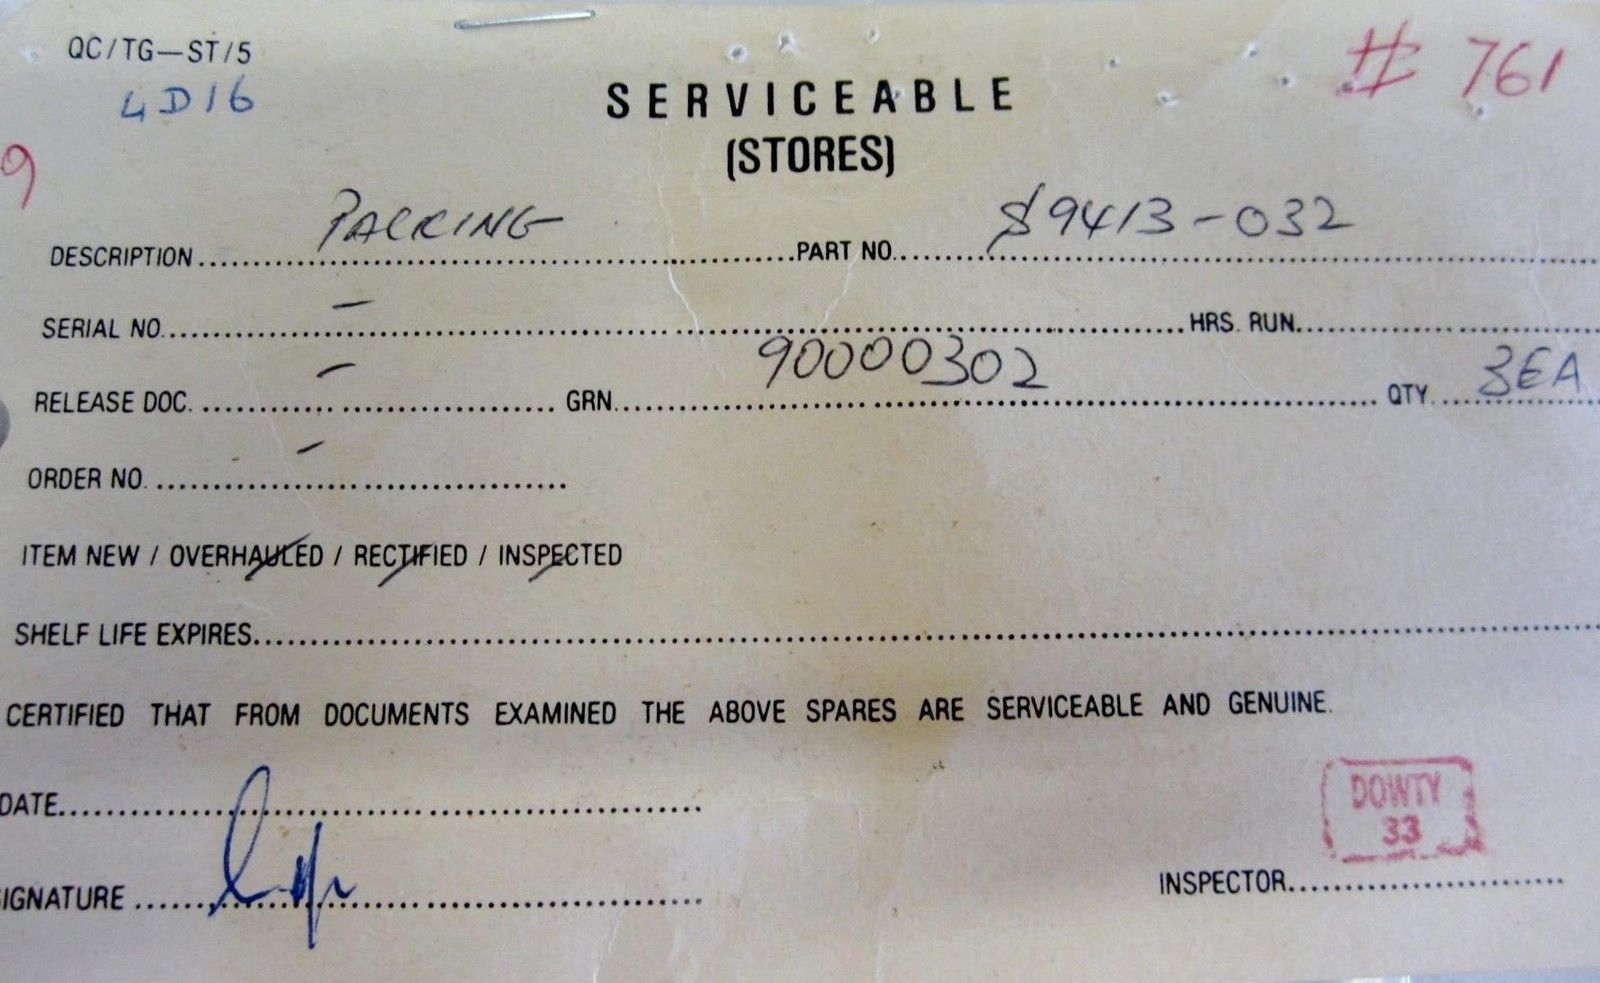 QC/TG—ST/5
4D16
# 761
SERVICEABLE
(STORES)
9
DESCRIPTION PACKING PART NO. S9413-032
SERIAL NO. – HRS. RUN.
RELEASE DOC. – GRN. 90000302 QTY. 3EA
ORDER NO. –
ITEM NEW / OVERHAULED / RECTIFIED / INSPECTED
SHELF LIFE EXPIRES
CERTIFIED THAT FROM DOCUMENTS EXAMINED THE ABOVE SPARES ARE SERVICEABLE AND GENUINE.
DATE
DOWTY
33
IGNATURE
INSPECTOR